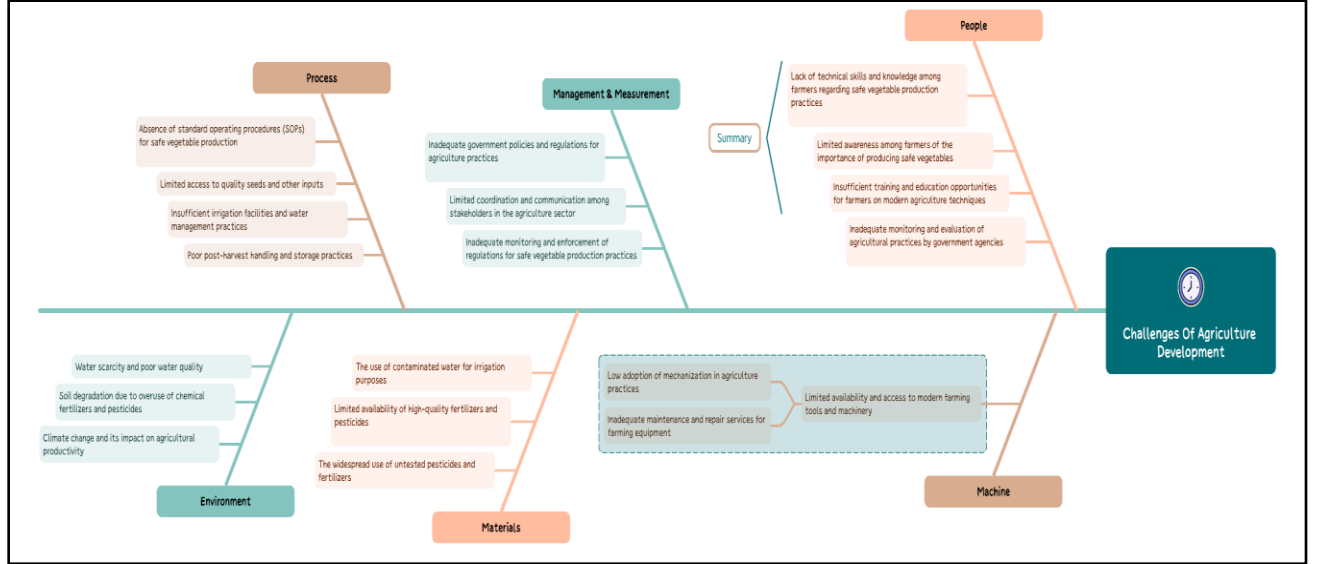 People
Process
Management & Measurement
Summary
Lack of technical skills and knowledge among
farmers regarding safe vegetable production
practices
Limited awareness among farmers of the
importance of producing safe vegetables
Insufficient training and education opportunities
for farmers on modern agriculture techniques
Inadequate monitoring and evaluation of
agricultural practices by government agencies
Absence of standard operating procedures (SOPs)
for safe vegetable production
Limited access to quality seeds and other inputs
Insufficient irrigation facilities and water
management practices
Poor post-harvest handling and storage practices
Inadequate government policies and regulations for
agriculture practices
Limited coordination and communication among
stakeholders in the agriculture sector
Inadequate monitoring and enforcement of
regulations for safe vegetable production practices
Challenges Of Agriculture
Development
Water scarcity and poor water quality
Soil degradation due to overuse of chemical
fertilizers and pesticides
Climate change and its impact on agricultural
productivity
Environment
The use of contaminated water for irrigation
purposes
Limited availability of high-quality fertilizers and
pesticides
The widespread use of untested pesticides and
fertilizers
Materials
Low adoption of mechanization in agriculture
practices
Inadequate maintenance and repair services for
farming equipment
Limited availability and access to modern farming
tools and machinery
Machine